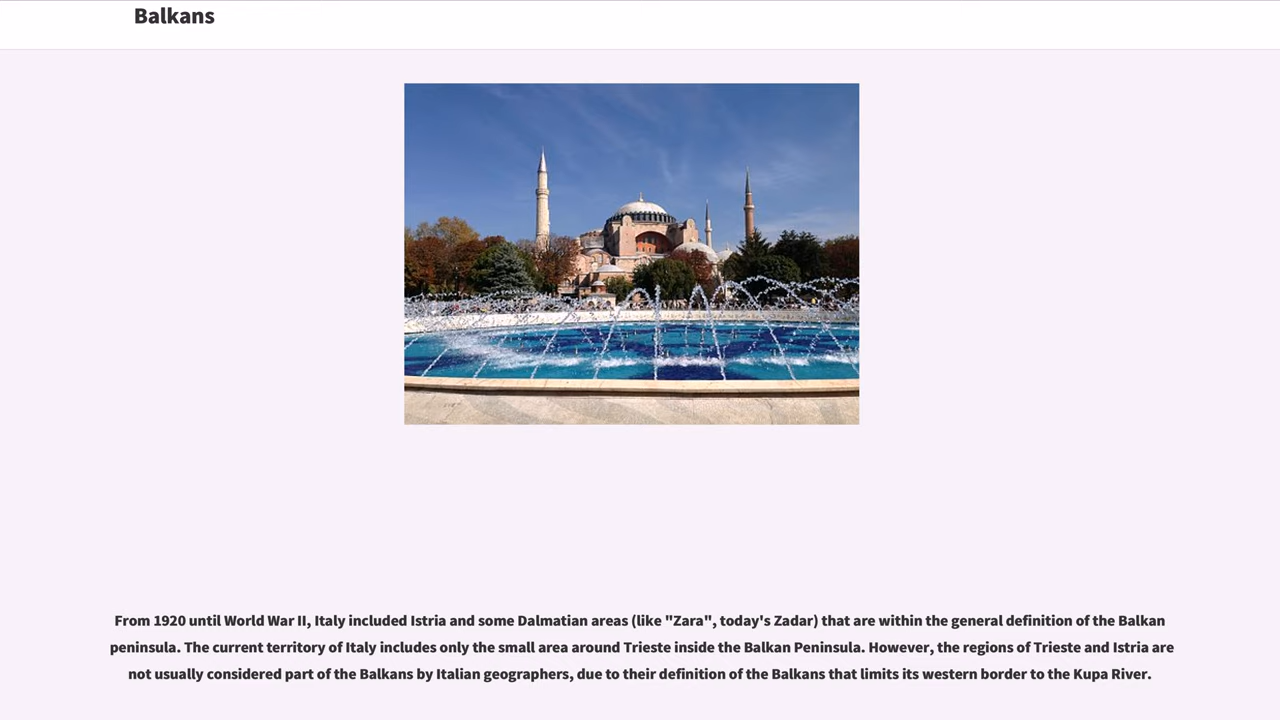 Balkans
From 1920 until World War II, Italy included Istria and some Dalmatian areas (like "Zara", today's Zadar) that are within the general definition of the Balkan
peninsula. The current territory of Italy includes only the small area around Trieste inside the Balkan Peninsula. However, the regions of Trieste and Istria are
not usually considered part of the Balkans by Italian geographers, due to their definition of the Balkans that limits its western border to the Kupa River.